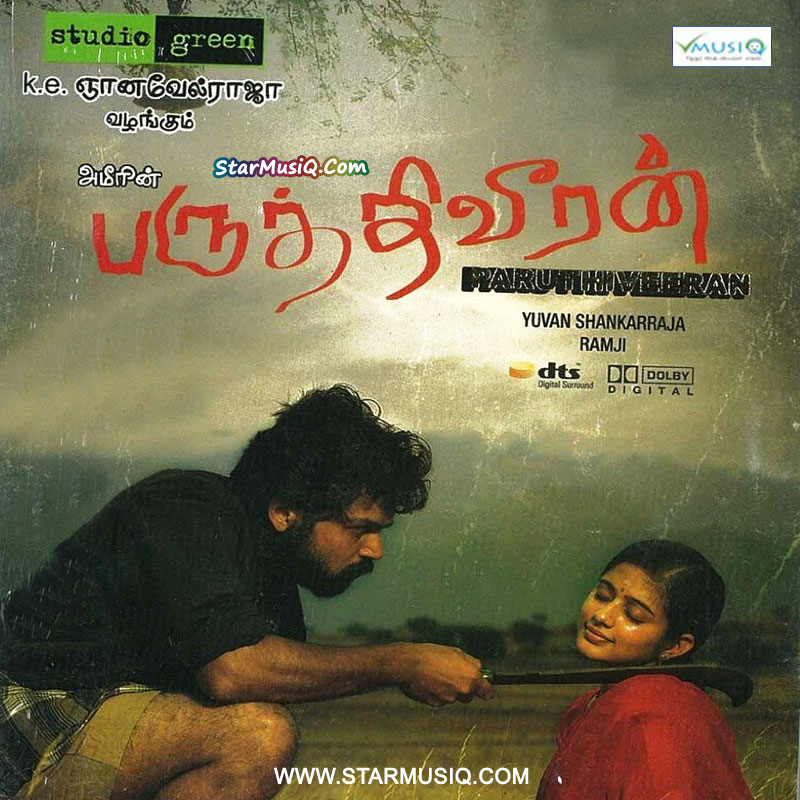 studio green
VMUSIQ
k.e. ஞானவேல்ராஜா
வழங்கும்
StarMusiQ.Com
அமீரின்
பருத்திவீரன்
PARUTHIVEERAN
YUVAN SHANKARRAJA
RAMJI
dts
Digital Surround
DOLBY
DIGITAL
WWW.STARMUSIQ.COM